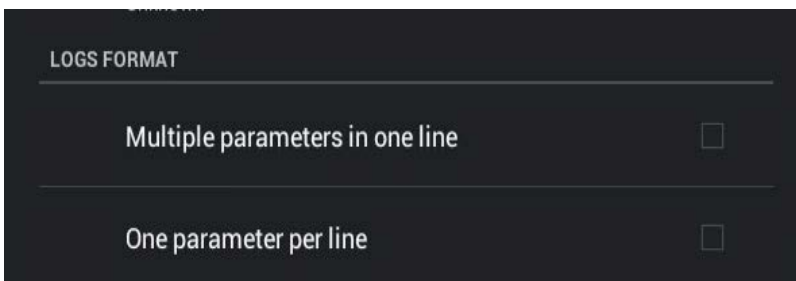 LOGS FORMAT
Multiple parameters in one line
One parameter per line